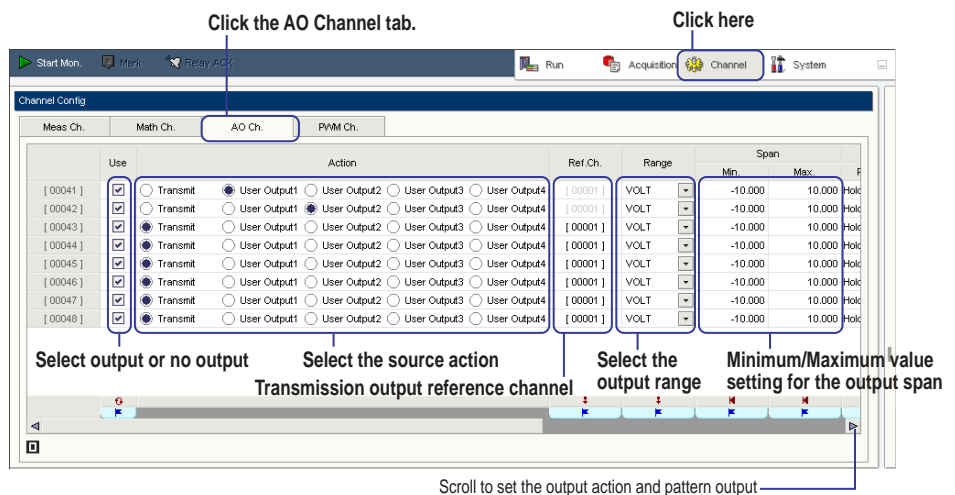 Click the AO Channel tab.
Click here
Start Mon. Mark Relay ACK Run Acquisition Channel System
Channel Config
Meas Ch. Math Ch. AO Ch. PWM Ch.
Use Action Ref.Ch. Range Span
Min. Max.
[ 00041 ] Transmit User Output1 User Output2 User Output3 User Output4 [ 00001 ] VOLT -10.000 10.000 Hold
[ 00042 ] Transmit User Output1 User Output2 User Output3 User Output4 [ 00001 ] VOLT -10.000 10.000 Hold
[ 00043 ] Transmit User Output1 User Output2 User Output3 User Output4 [ 00001 ] VOLT -10.000 10.000 Hold
[ 00044 ] Transmit User Output1 User Output2 User Output3 User Output4 [ 00001 ] VOLT -10.000 10.000 Hold
[ 00045 ] Transmit User Output1 User Output2 User Output3 User Output4 [ 00001 ] VOLT -10.000 10.000 Hold
[ 00046 ] Transmit User Output1 User Output2 User Output3 User Output4 [ 00001 ] VOLT -10.000 10.000 Hold
[ 00047 ] Transmit User Output1 User Output2 User Output3 User Output4 [ 00001 ] VOLT -10.000 10.000 Hold
[ 00048 ] Transmit User Output1 User Output2 User Output3 User Output4 [ 00001 ] VOLT -10.000 10.000 Hold
Select output or no output
Select the source action
Transmission output reference channel
Select the
output range
Minimum/Maximum value
setting for the output span
Scroll to set the output action and pattern output